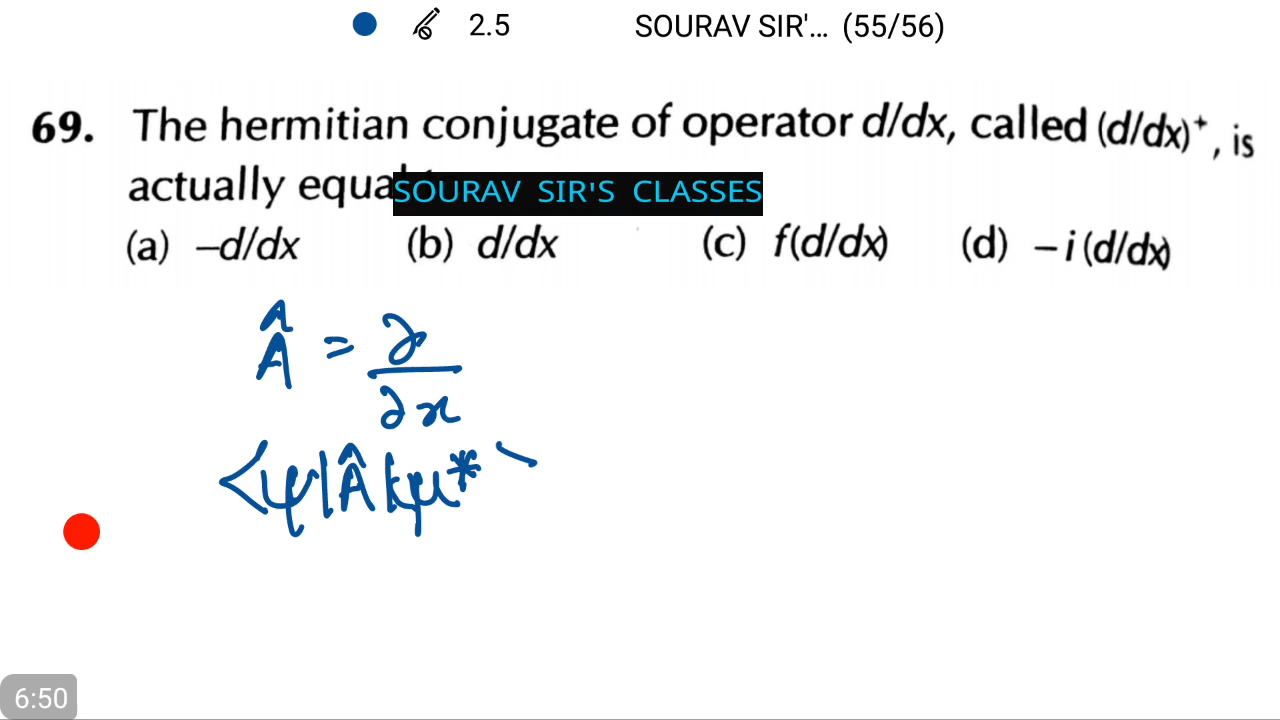 2.5 SOURAV SIR'... (55/56)
69. The hermitian conjugate of operator d/dx, called (d/dx)⁺, is
actually equal
SOURAV SIR'S CLASSES
(a) –d/dx (b) d/dx (c) f(d/dx) (d) – i (d/dx)
Â = ∂/∂x
<ψ|Â|ψ*
6:50